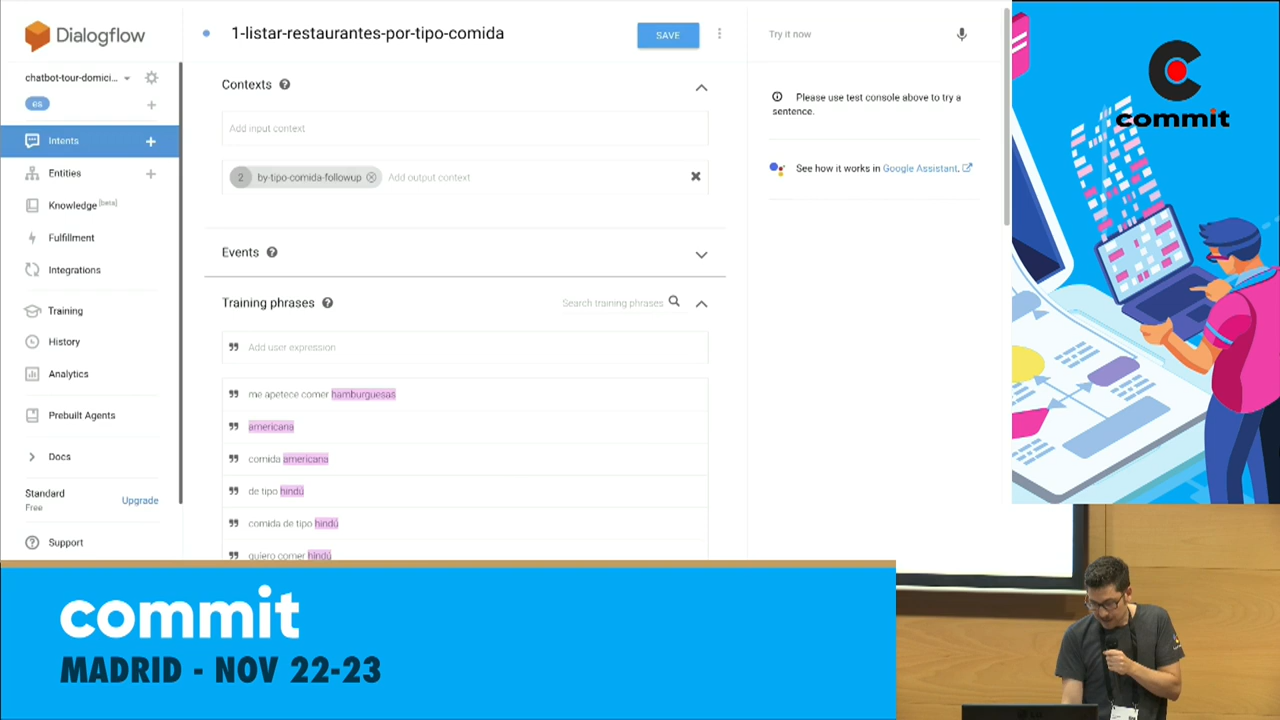 Dialogflow
chatbot-tour-domici...
es
Intents
Entities
Knowledge [beta]
Fulfillment
Integrations
Training
History
Analytics
Prebuilt Agents
Docs
Standard
Free
Upgrade
Support
1-listar-restaurantes-por-tipo-comida
SAVE
Contexts
Add input context
2 by-tipo-comida-followup Add output context
Events
Training phrases
Search training phrases
Add user expression
me apetece comer hamburguesas
americana
comida americana
de tipo hindú
comida de tipo hindú
quiero comer hindú
Try it now
Please use test console above to try a
sentence.
See how it works in Google Assistant.
commit
commit
MADRID - NOV 22-23